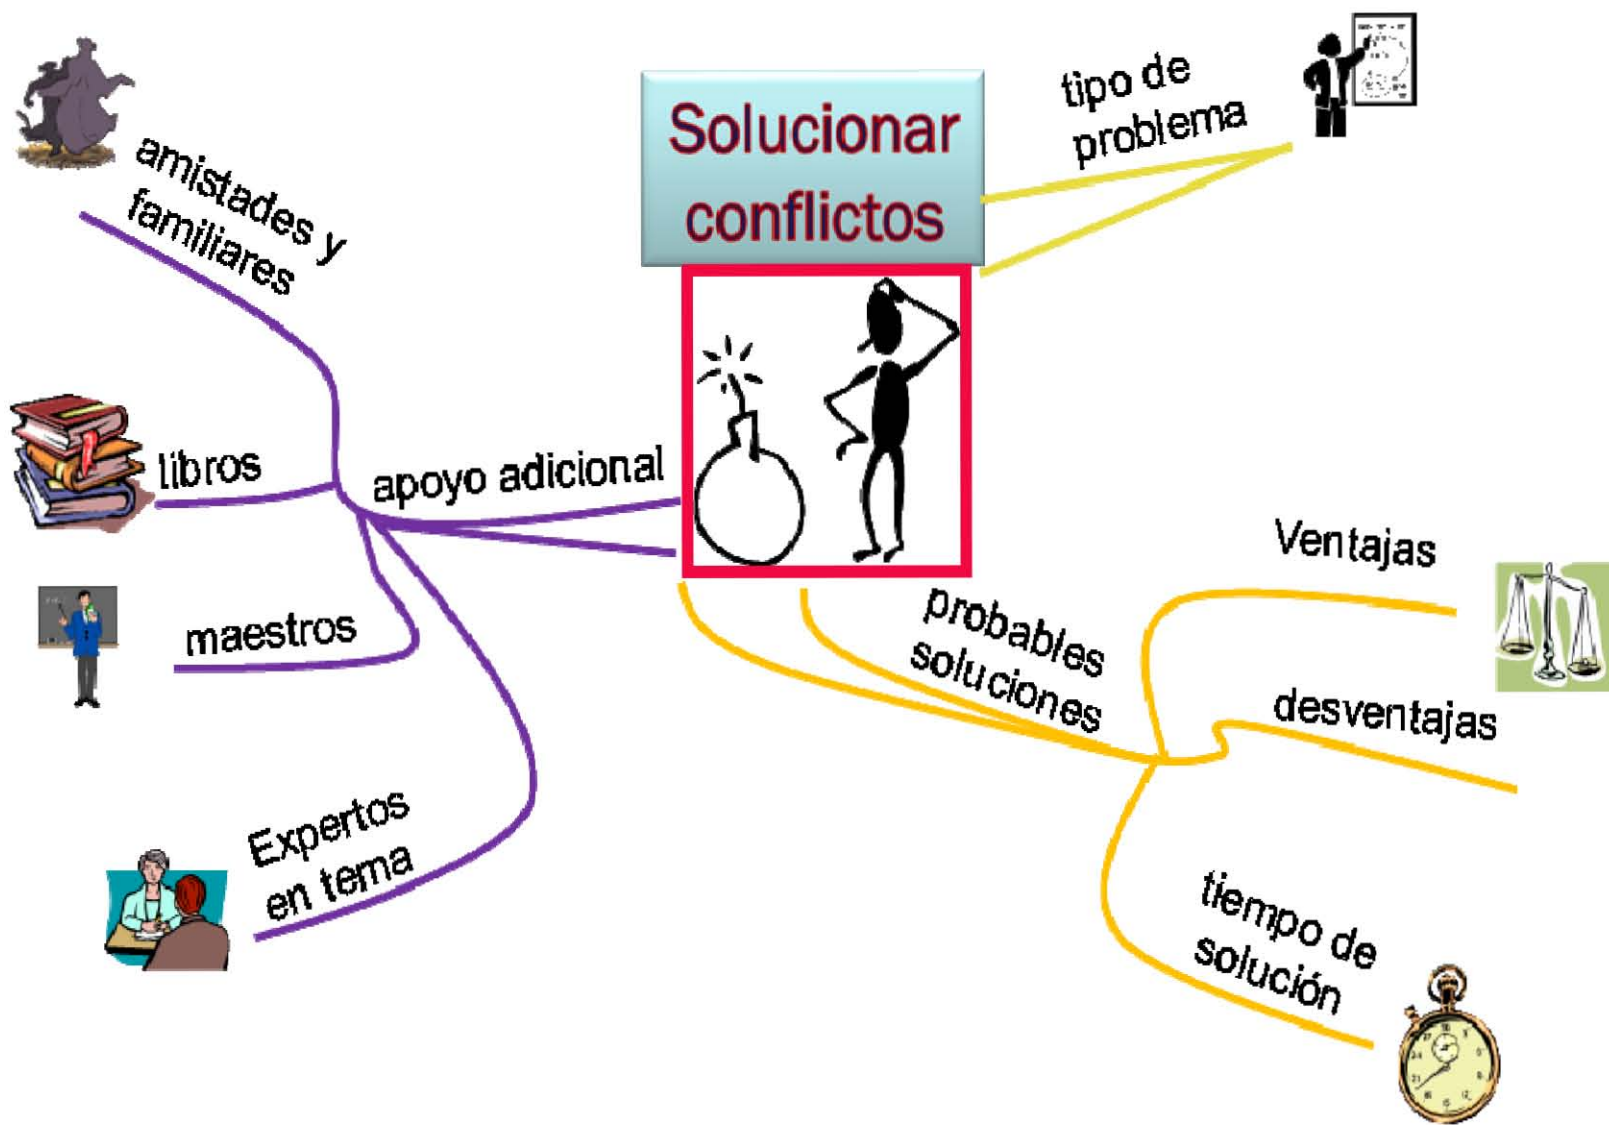 Solucionar
conflictos
tipo de
problema
amistades y
familiares
libros
apoyo adicional
maestros
Expertos
en tema
probables
soluciones
Ventajas
desventajas
tiempo de
solución